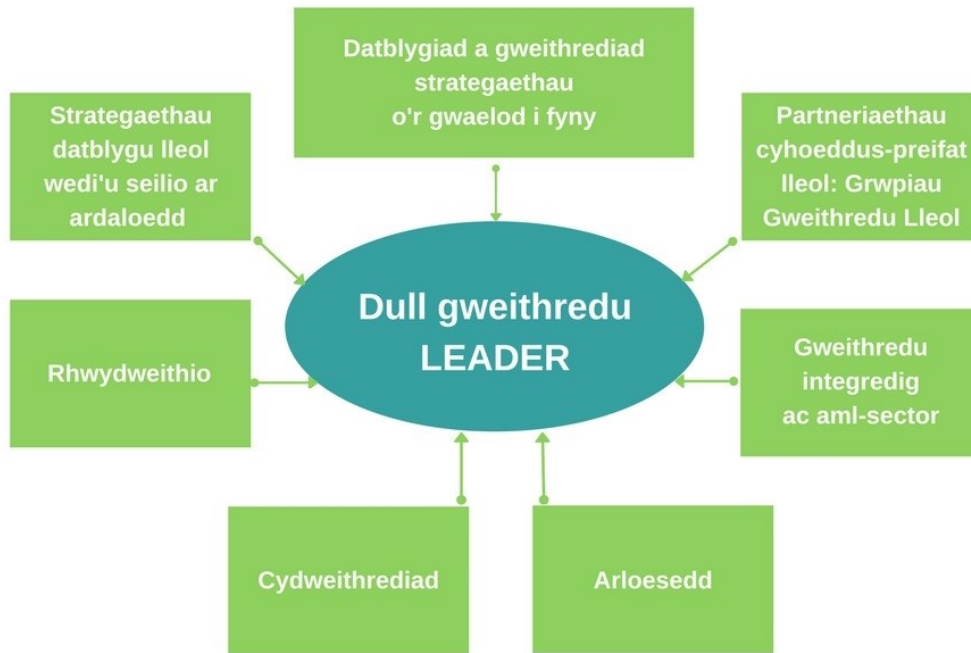 Datblygiad a gweithrediad
strategaethau
o'r gwaelod i fyny
Strategaethau
datblygu lleol
wedi'u seilio ar
ardaloedd
Partneriaethau
cyhoeddus-preifat
lleol: Grwpiau
Gweithredu Lleol
Dull gweithredu
LEADER
Rhwydweithio
Gweithredu
integredig
ac aml-sector
Cydweithrediad
Arloesedd